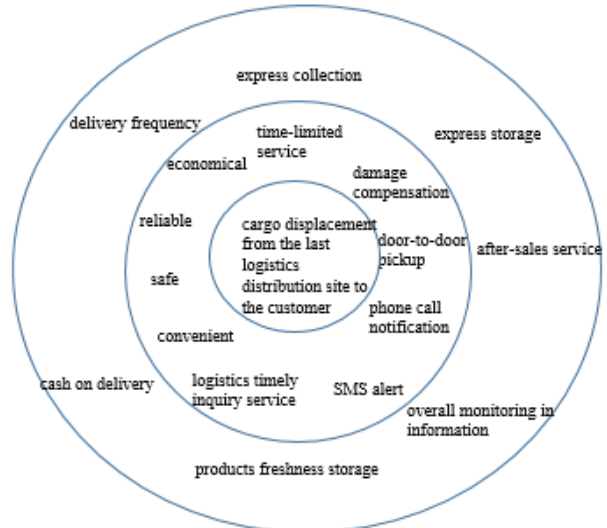 express collection
delivery frequency
express storage
time-limited
service
economical
damage
compensation
reliable
cargo displacement
from the last
logistics
distribution site to
the customer
door-to-door
pickup
after-sales service
safe
phone call
notification
convenient
cash on delivery
logistics timely
inquiry service
SMS alert
overall monitoring in
information
products freshness storage